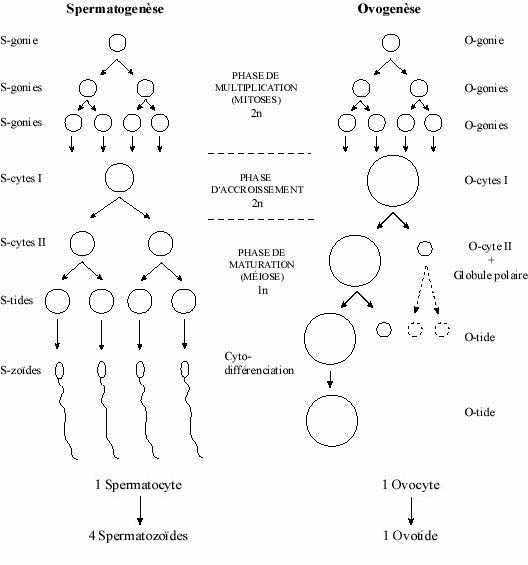 Spermatogenèse
Ovogenèse
S-gonie
O-gonie
S-gonies
PHASE DE
MULTIPLICATION
(MITOSES)
2n
O-gonies
S-gonies
O-gonies
S-cytes I
PHASE
D'ACCROISSEMENT
2n
O-cytes I
S-cytes II
PHASE DE
MATURATION
(MÉIOSE)
1n
O-cyte II
+
Globule polaire
S-tides
O-tide
S-zoïdes
Cyto-
différenciation
O-tide
1 Spermatocyte
1 Ovocyte
4 Spermatozoïdes
1 Ovotide